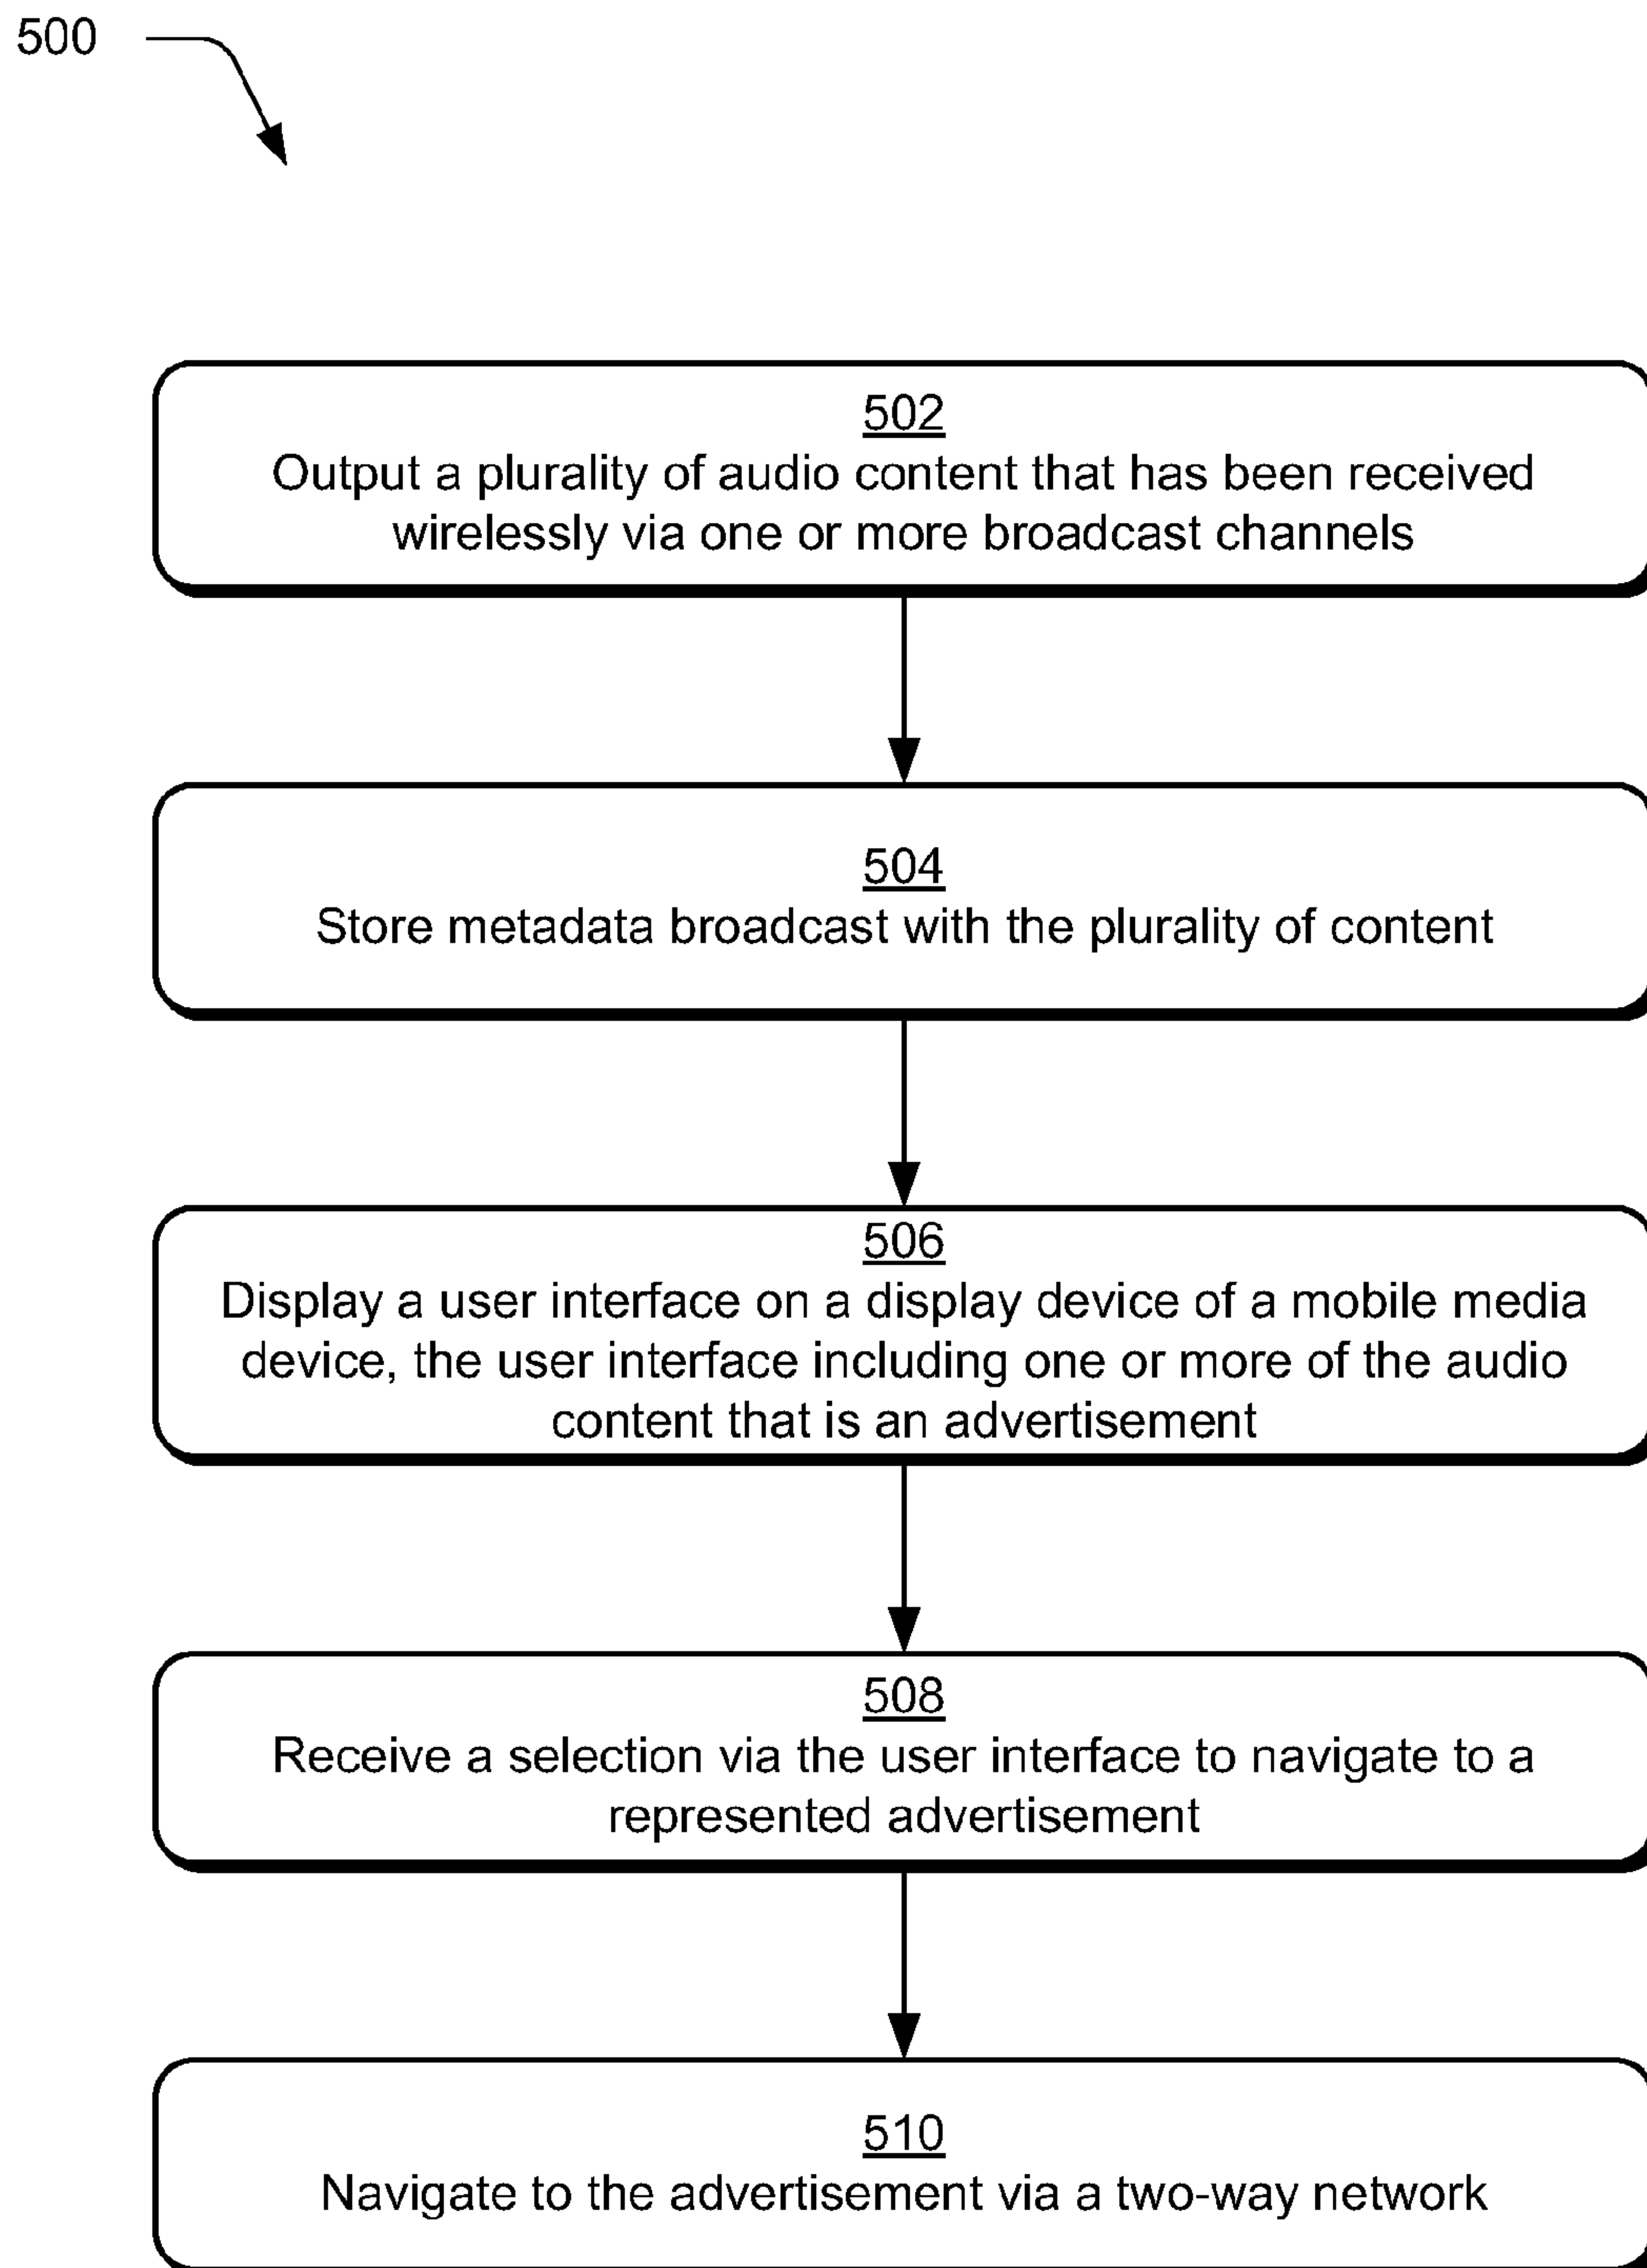 500
502
Output a plurality of audio content that has been received
wirelessly via one or more broadcast channels
504
Store metadata broadcast with the plurality of content
506
Display a user interface on a display device of a mobile media
device, the user interface including one or more of the audio
content that is an advertisement
508
Receive a selection via the user interface to navigate to a
represented advertisement
510
Navigate to the advertisement via a two-way network